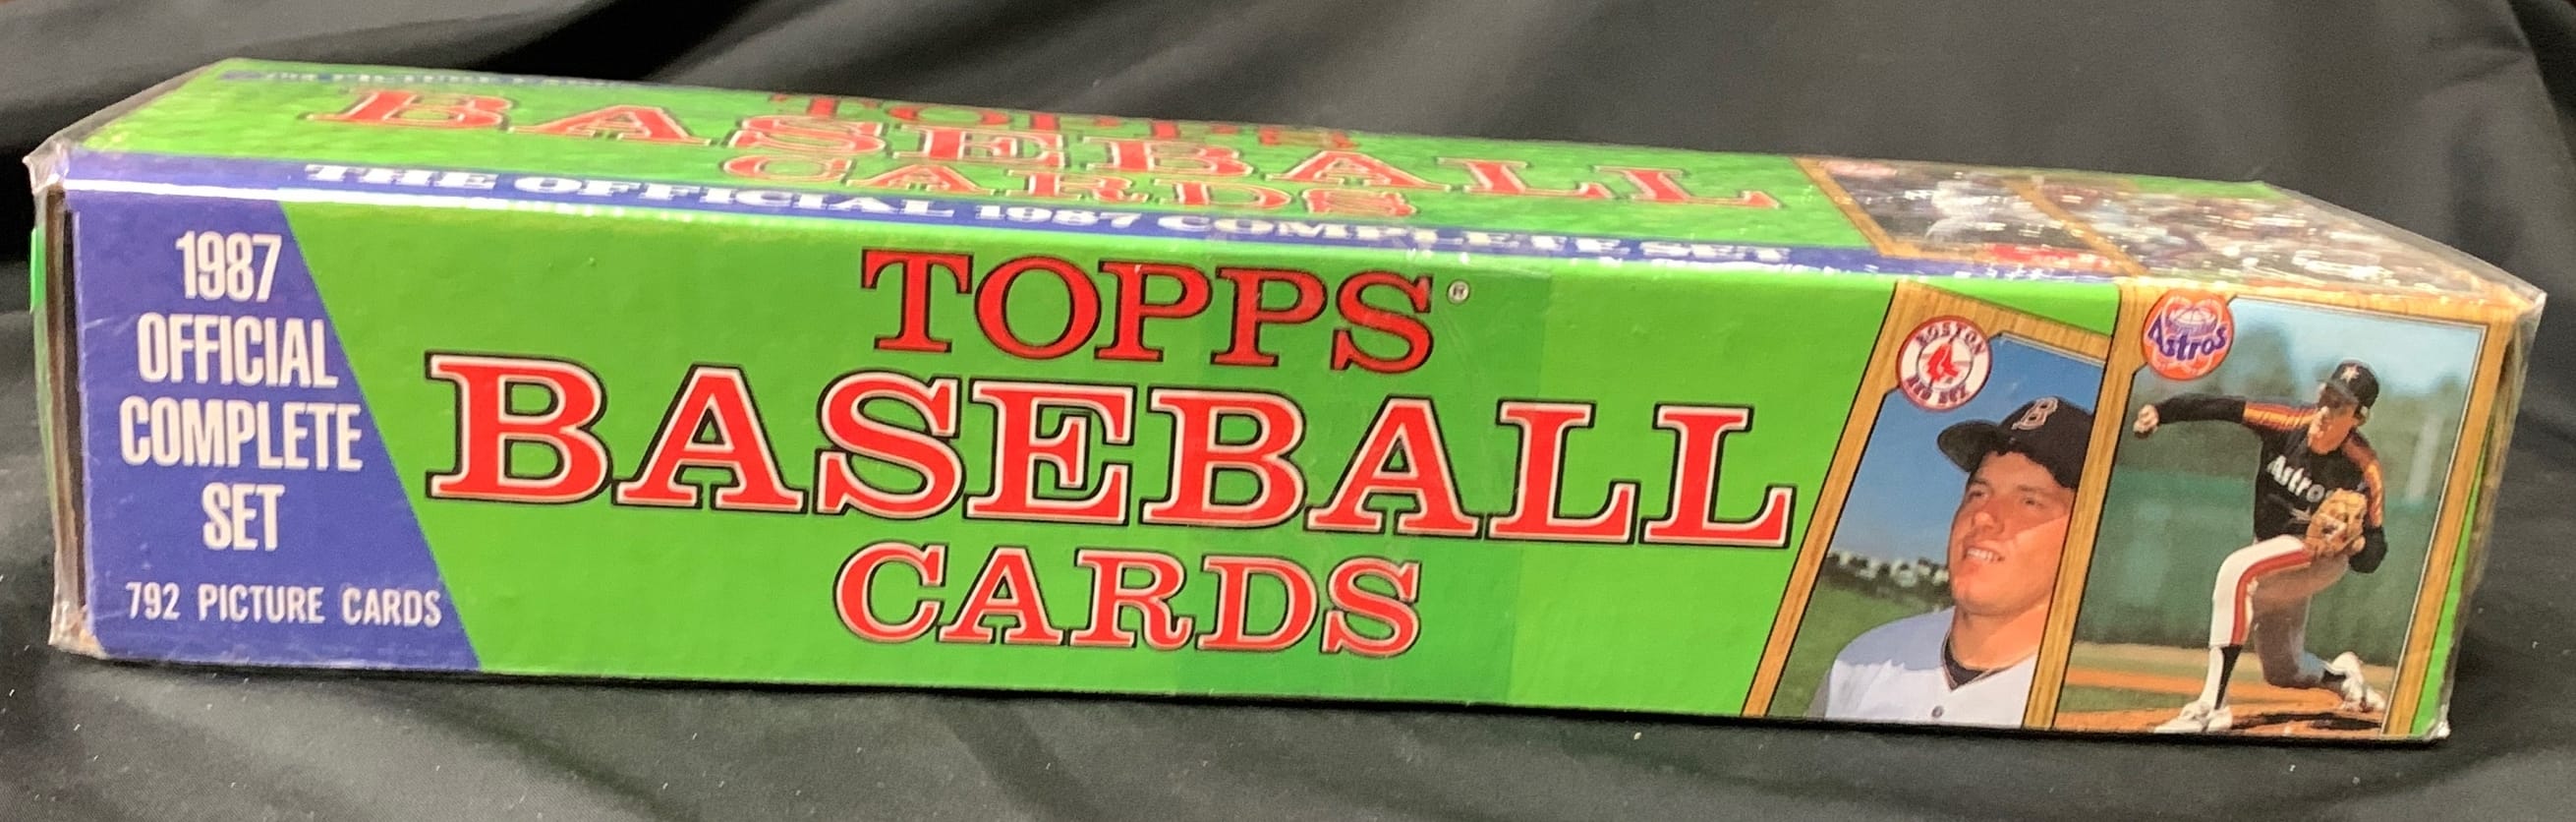 TOPPS
BASEBALL
CARDS
THE OFFICIAL 1987 COMPLETE SET
1987
OFFICIAL
COMPLETE
SET
792 PICTURE CARDS
TOPPS®
BASEBALL
CARDS
BOSTON
RED SOX
B
Astros
Astro